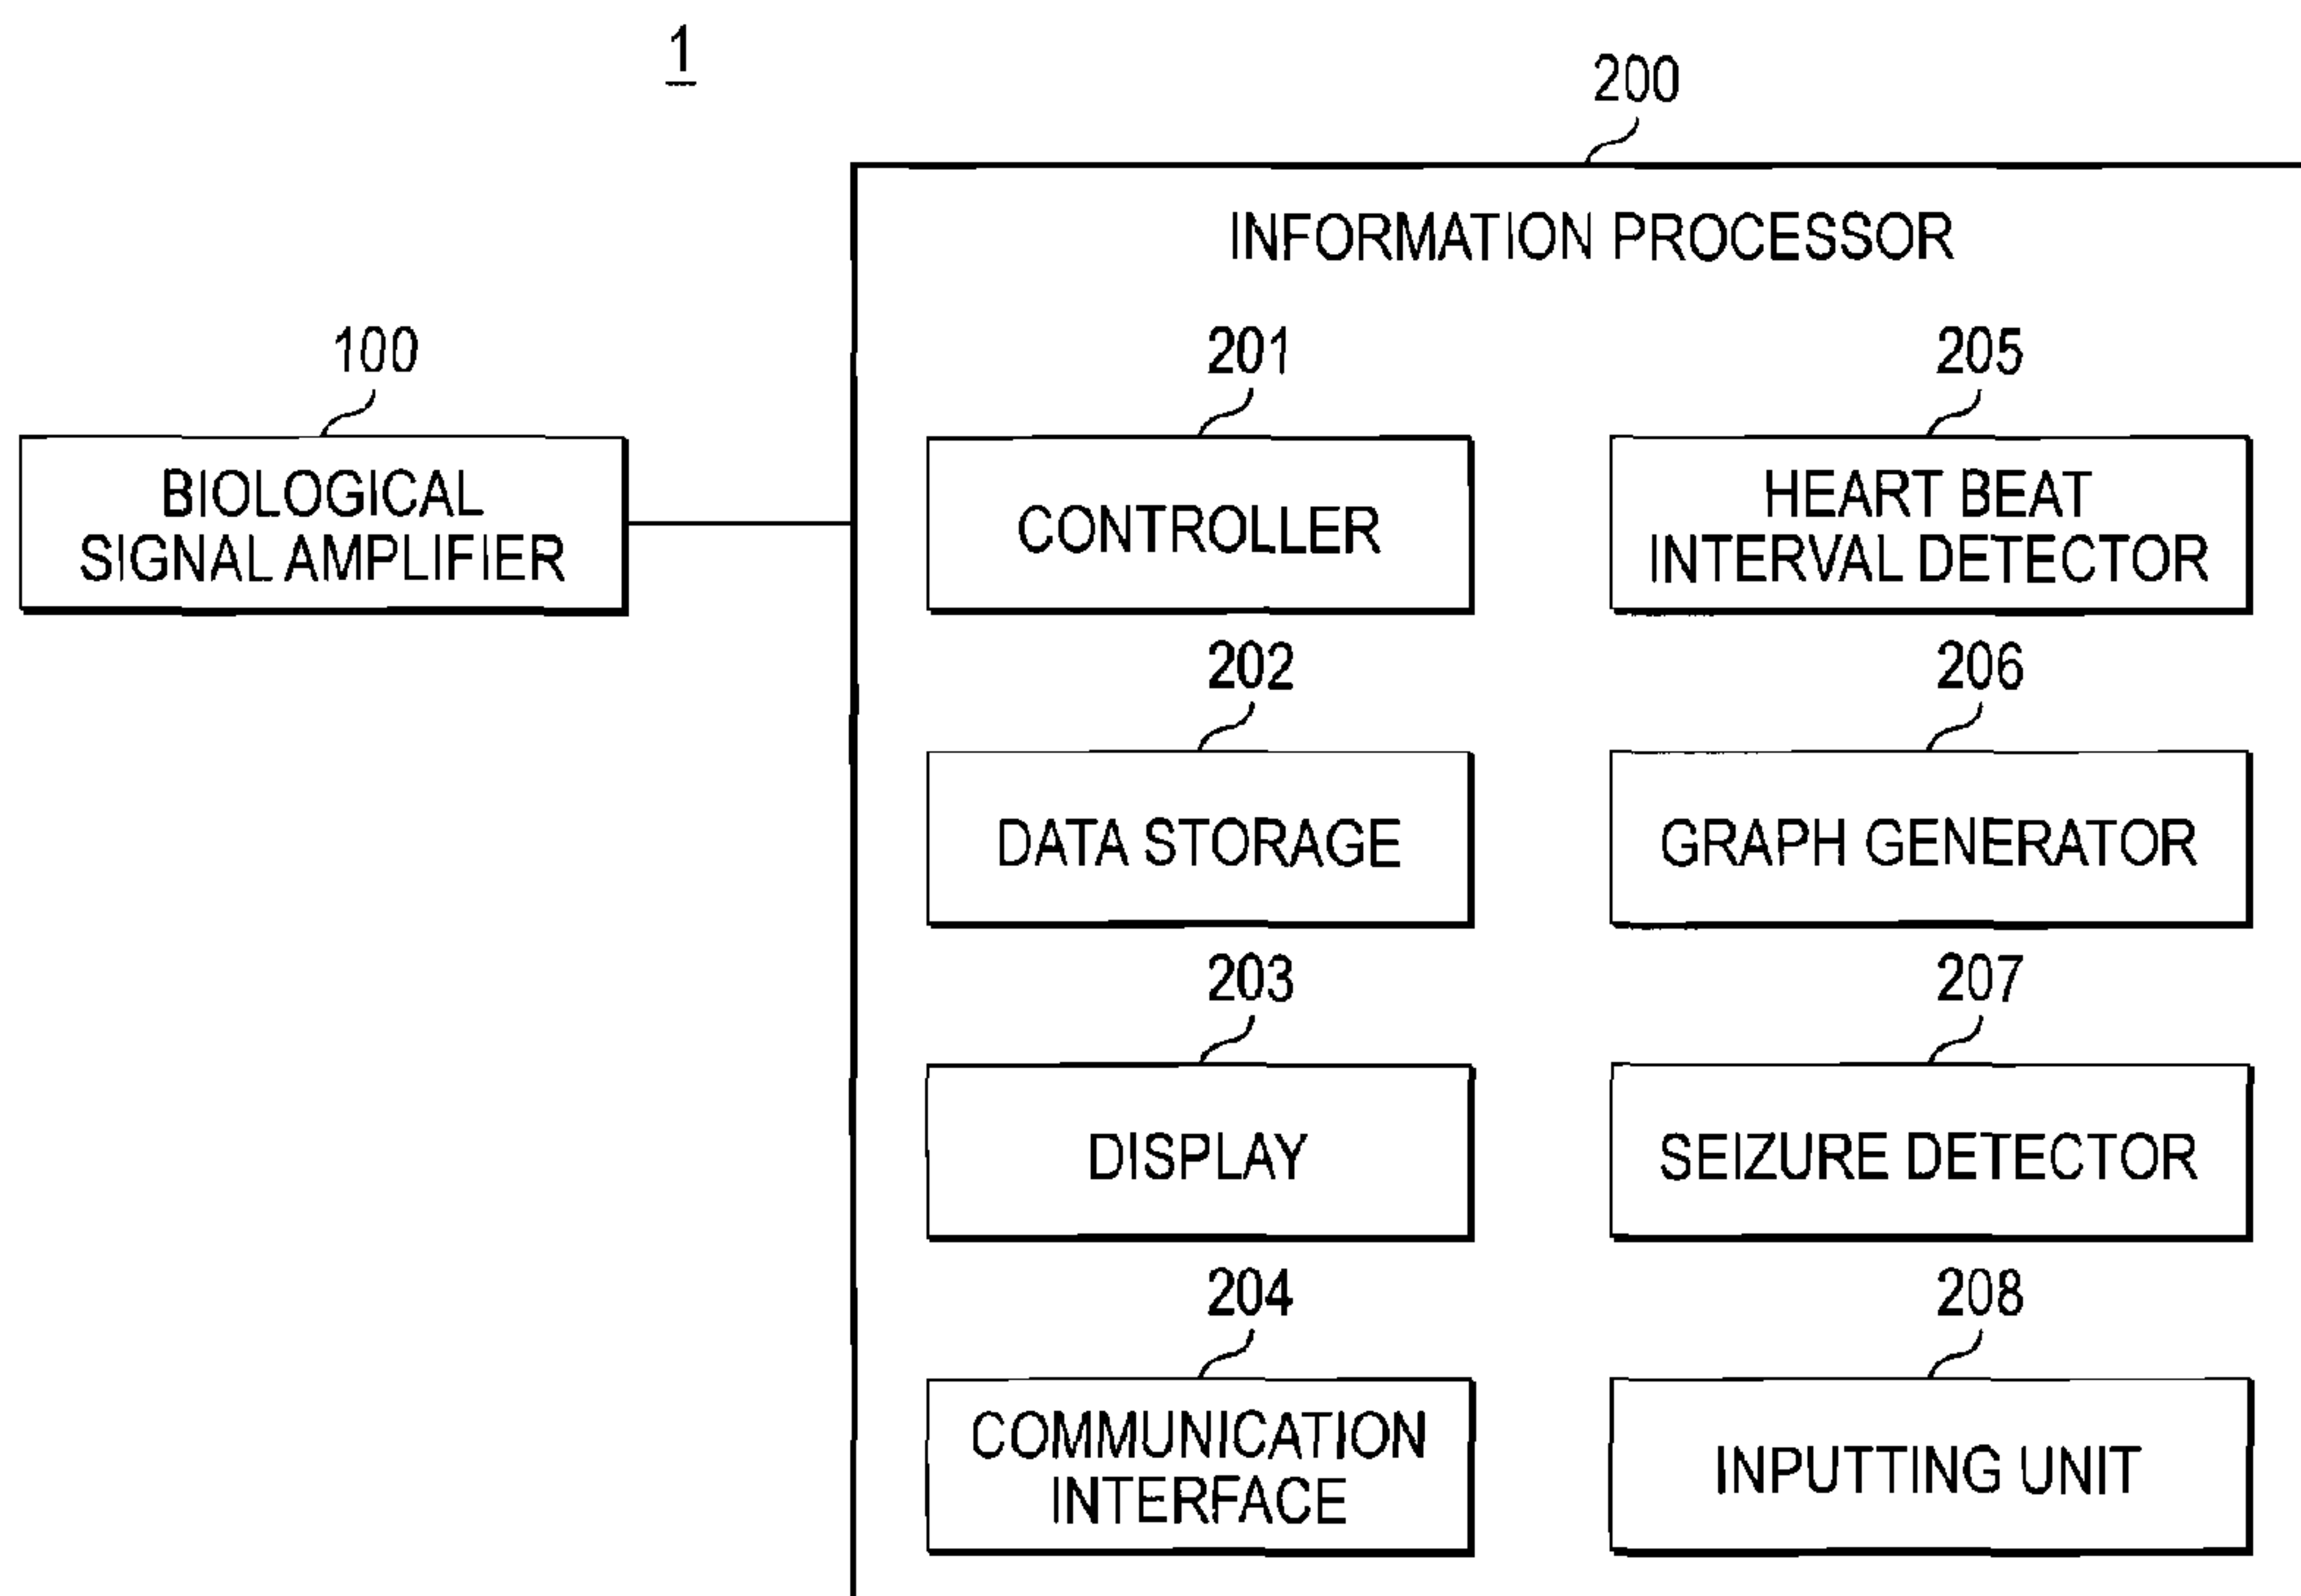 1
200
INFORMATION PROCESSOR
100
BIOLOGICAL
SIGNAL AMPLIFIER
201
CONTROLLER
205
HEART BEAT
INTERVAL DETECTOR
202
DATA STORAGE
206
GRAPH GENERATOR
203
DISPLAY
207
SEIZURE DETECTOR
204
COMMUNICATION
INTERFACE
208
INPUTTING UNIT